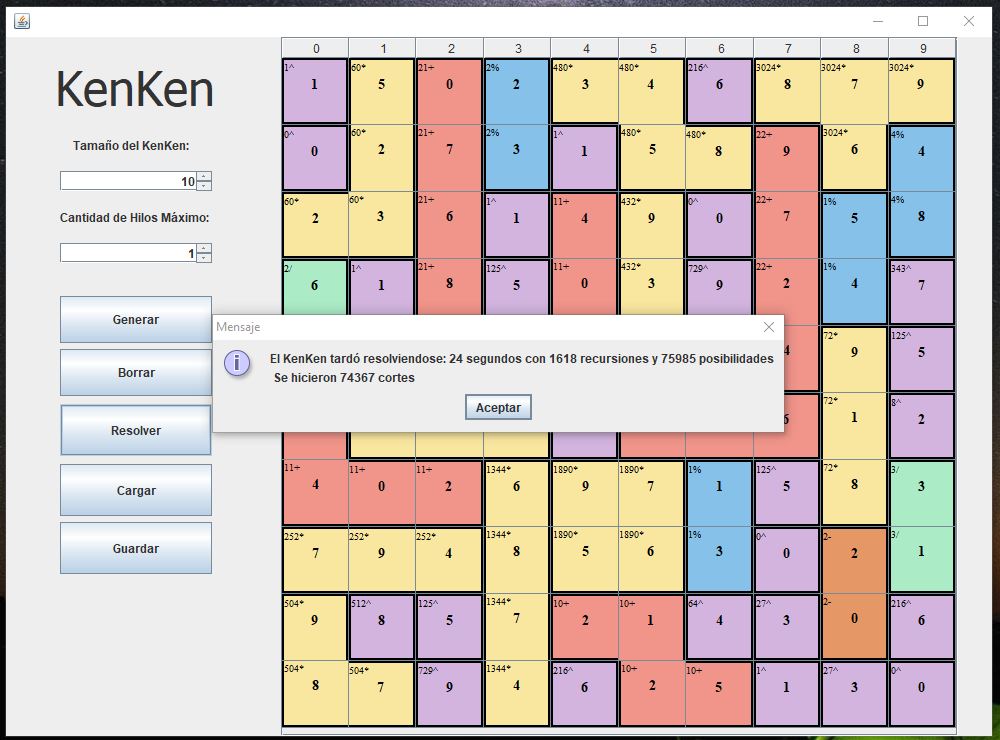 0 1 2 3 4 5 6 7 8 9
KenKen
1^ 60* 21+ 2% 480* 480* 216^ 3024* 3024* 3024*
1 5 0 2 3 4 6 8 7 9
0^ 60* 21+ 2% 1^ 480* 480* 22+ 3024* 4%
0 2 7 3 1 5 8 9 6 4
Tamaño del KenKen:
10
60* 60* 21+ 1^ 11+ 432* 0^ 22+ 1% 4%
2 3 6 1 4 9 0 7 5 8
Cantidad de Hilos Máximo:
1
2/ 1^ 21+ 125^ 11+ 432* 729^ 22+ 1% 343^
6 1 8 5 0 3 9 2 4 7
Generar
Borrar
Resolver
Cargar
Guardar
Mensaje
El KenKen tardó resolviendose: 24 segundos con 1618 recursiones y 75985 posibilidades
Se hicieron 74367 cortes
Aceptar
72* 125^
4 9 5
72* 8^
1 2
11+ 11+ 11+ 1344* 1890* 1890* 1% 125^ 72* 3/
4 0 2 6 9 7 1 5 8 3
252* 252* 252* 1344* 1890* 1890* 1% 0^ 2- 3/
7 9 4 8 5 6 3 0 2 1
504* 512^ 125^ 1344* 10+ 10+ 64^ 27^ 2- 216^
9 8 5 7 2 1 4 3 0 6
504* 504* 729^ 1344* 216^ 10+ 10+ 1^ 27^ 0^
8 7 9 4 6 2 5 1 3 0